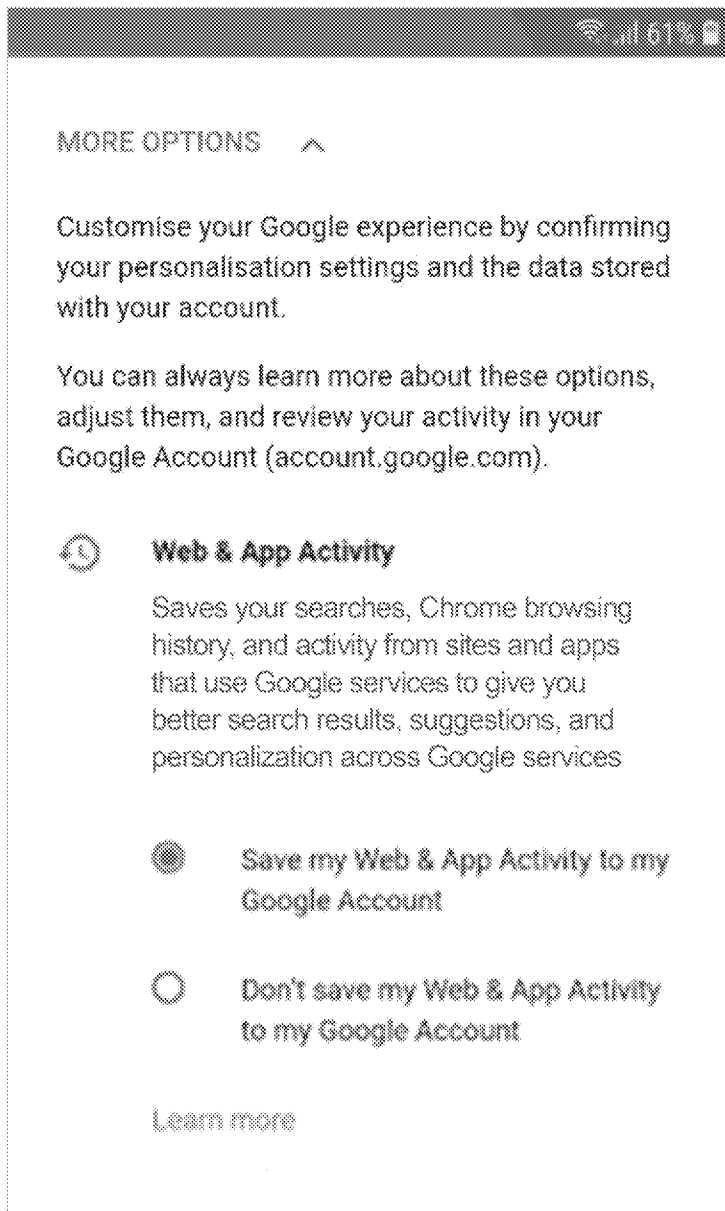 61%
MORE OPTIONS
Customise your Google experience by confirming
your personalisation settings and the data stored
with your account.
You can always learn more about these options,
adjust them, and review your activity in your
Google Account (account.google.com).
Web & App Activity
Saves your searches, Chrome browsing
history, and activity from sites and apps
that use Google services to give you
better search results, suggestions, and
personalization across Google services
Save my Web & App Activity to my
Google Account
Don't save my Web & App Activity
to my Google Account
Learn more